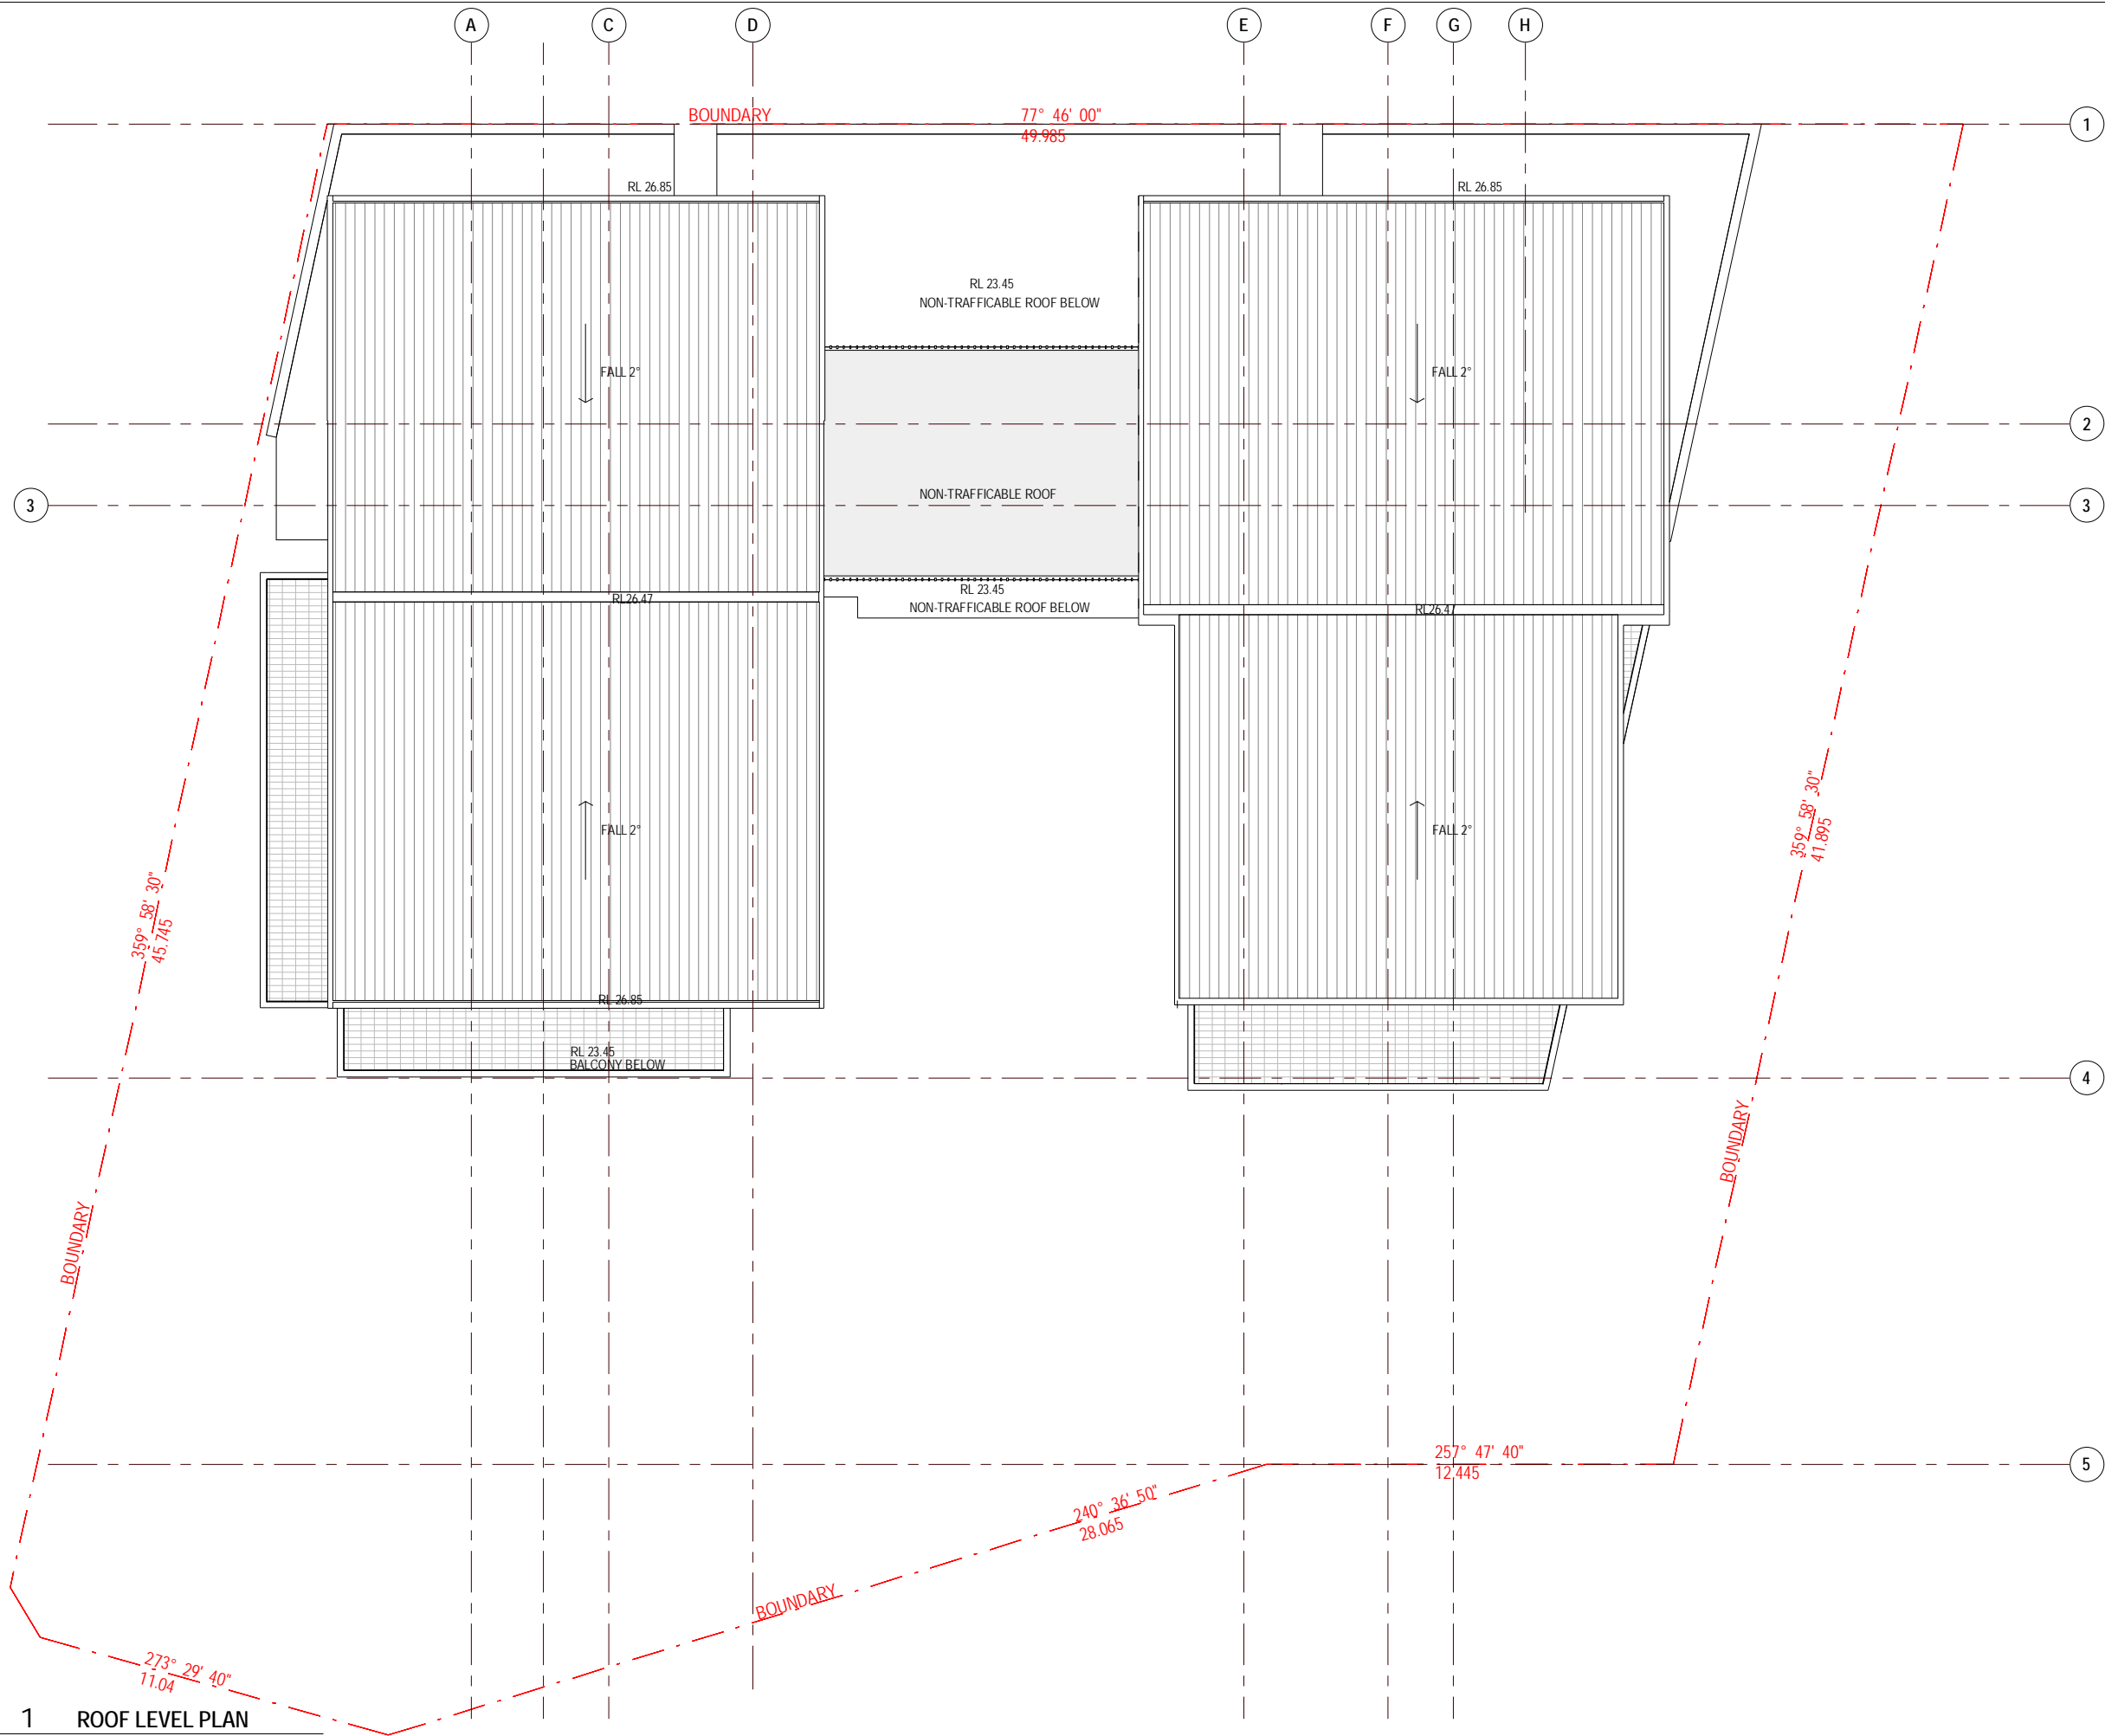 A
C
D
E
F
G
H
BOUNDARY
77° 46' 00"
49.985
1
RL 26.85
RL 26.85
RL 23.45
NON-TRAFFICABLE ROOF BELOW
FALL 2°
FALL 2°
2
NON-TRAFFICABLE ROOF
3
3
RL 23.45
NON-TRAFFICABLE ROOF BELOW
RL26.47
RL26.47
FALL 2°
FALL 2°
359° 58' 30"
41.895
359° 58' 30"
45.745
RL 26.85
RL 23.45
BALCONY BELOW
4
BOUNDARY
BOUNDARY
257° 47' 40"
12.445
5
240° 36' 50"
28.065
BOUNDARY
273° 29' 40"
11.04
1 ROOF LEVEL PLAN